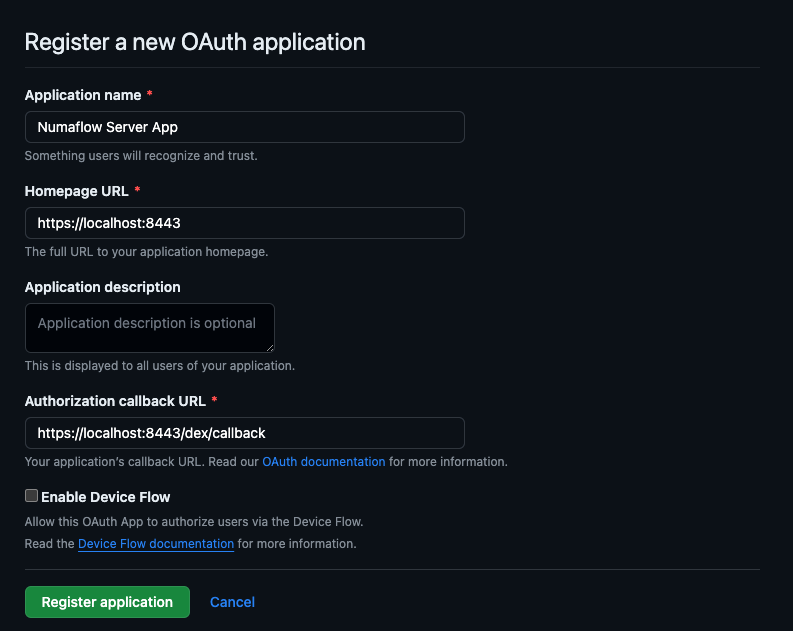 Register a new OAuth application
Application name *
Numaflow Server App
Something users will recognize and trust.
Homepage URL *
https://localhost:8443
The full URL to your application homepage.
Application description
Application description is optional
This is displayed to all users of your application.
Authorization callback URL *
https://localhost:8443/dex/callback
Your application's callback URL. Read our OAuth documentation for more information.
Enable Device Flow
Allow this OAuth App to authorize users via the Device Flow.
Read the Device Flow documentation for more information.
Register application Cancel